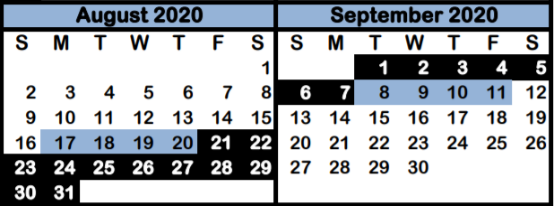 August 2020
S M T W T F S
1
2 3 4 5 6 7 8
9 10 11 12 13 14 15
16 17 18 19 20 21 22
23 24 25 26 27 28 29
30 31
September 2020
S M T W T F S
1 2 3 4 5
6 7 8 9 10 11 12
13 14 15 16 17 18 19
20 21 22 23 24 25 26
27 28 29 30